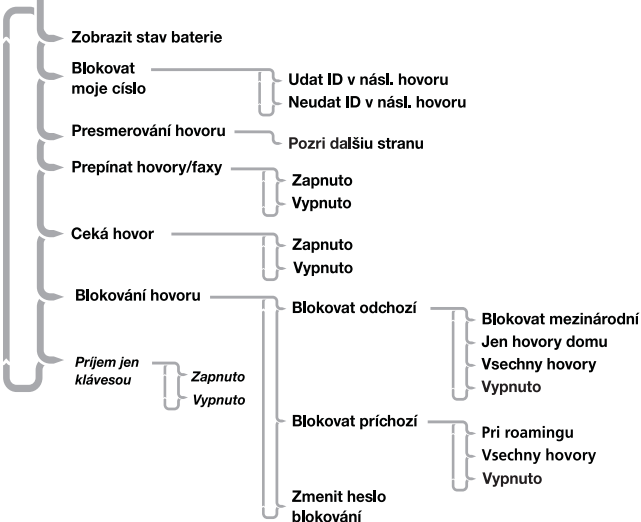 Zobrazit stav baterie
Blokovat
moje císlo
Udat ID v násl. hovoru
Neudat ID v násl. hovoru
Presmerování hovoru
Pozri dalšiu stranu
Prepínat hovory/faxy
Zapnuto
Vypnuto
Ceká hovor
Zapnuto
Vypnuto
Blokování hovoru
Blokovat odchozí
Blokovat mezinárodní
Jen hovory domu
Vsechny hovory
Vypnuto
Príjem jen
klávesou
Zapnuto
Vypnuto
Blokovat príchozí
Pri roamingu
Vsechny hovory
Vypnuto
Zmenit heslo
blokování